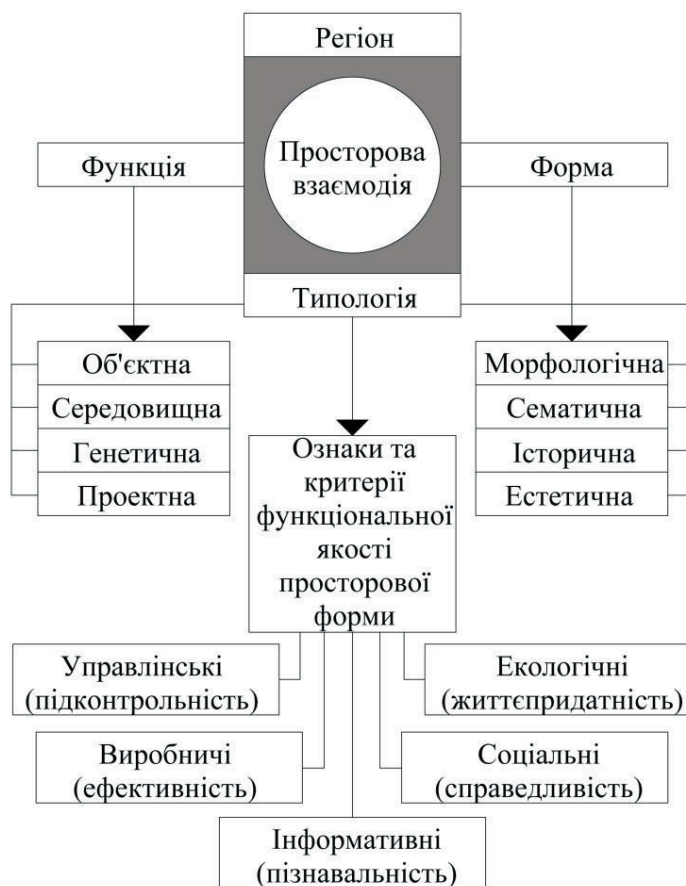 Регіон
Просторова
взаємодія
Функція
Форма
Типологія
Об'єктна
Середовищна
Генетична
Проектна
Морфологічна
Сематична
Історична
Естетична
Ознаки та
критерії
функціональної
якості
просторової
форми
Управлінські
(підконтрольність)
Екологічні
(життєпридатність)
Виробничі
(ефективність)
Соціальні
(справедливість)
Інформативні
(пізнавальність)